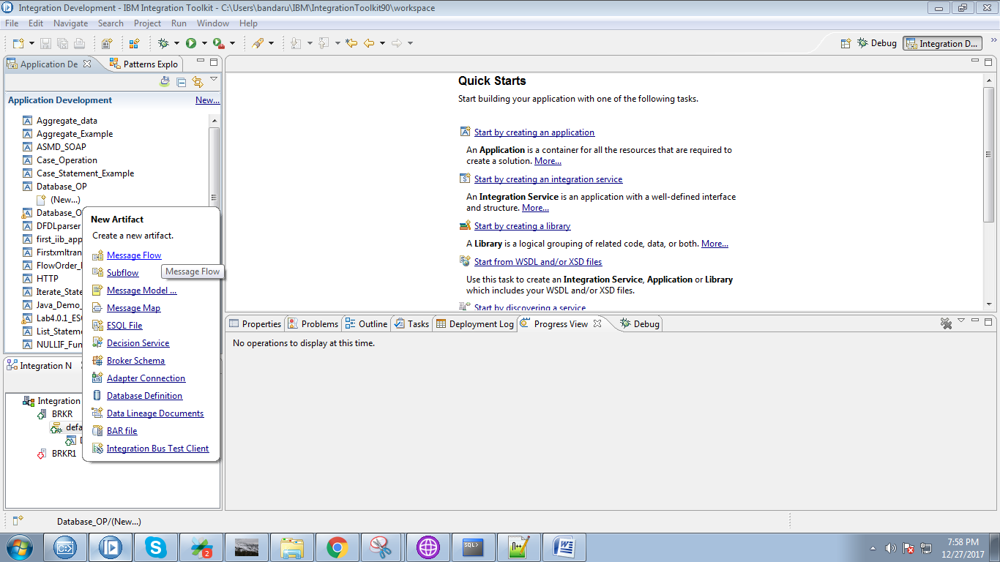 Integration Development - IBM Integration Toolkit - C:\Users\bandaru\IBM\IntegrationToolkit90\workspace
File Edit Navigate Search Project Run Window Help
Debug
Integration D...
Application De
Patterns Explo
Application Development
New...
Aggregate_data
Aggregate_Example
ASMD_SOAP
Case_Operation
Case_Statement_Example
Database_OP
(New...)
Database_O
DFDLparser
first_iib_app
Firstxmltran
FlowOrder_
HTTP
Iterate_State
Java_Demo_
Lab4.0.1_ES
List_Stateme
NULLIF_Fun
New Artifact
Create a new artifact.
Message Flow
Message Flow
Subflow
Message Model ...
Message Map
ESQL File
Decision Service
Broker Schema
Adapter Connection
Database Definition
Data Lineage Documents
BAR file
Integration Bus Test Client
Integration N
Integration
BRKR
defa
BRKR1
Quick Starts
Start building your application with one of the following tasks.
Start by creating an application
An Application is a container for all the resources that are required to
create a solution. More...
Start by creating an integration service
An Integration Service is an application with a well-defined interface
and structure. More...
Start by creating a library
A Library is a logical grouping of related code, data, or both. More...
Start from WSDL and/or XSD files
Use this task to create an Integration Service, Application or Library
which includes your WSDL and/or XSD files.
Start by discovering a service
Properties
Problems
Outline
Tasks
Deployment Log
Progress View
Debug
No operations to display at this time.
Database_OP/(New...)
C:\>
2
SQL>
7:58 PM
12/27/2017